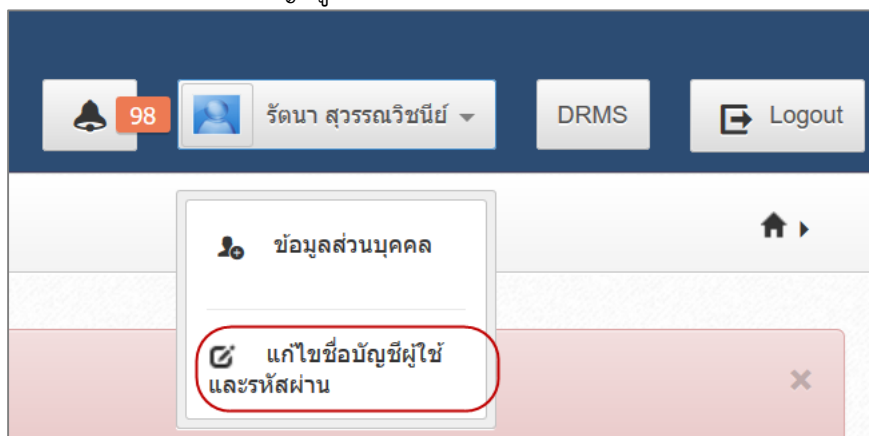 98
รัตนา สุวรรณวิชนีย์
DRMS
Logout
ข้อมูลส่วนบุคคล
แก้ไขชื่อบัญชีผู้ใช้
และรหัสผ่าน